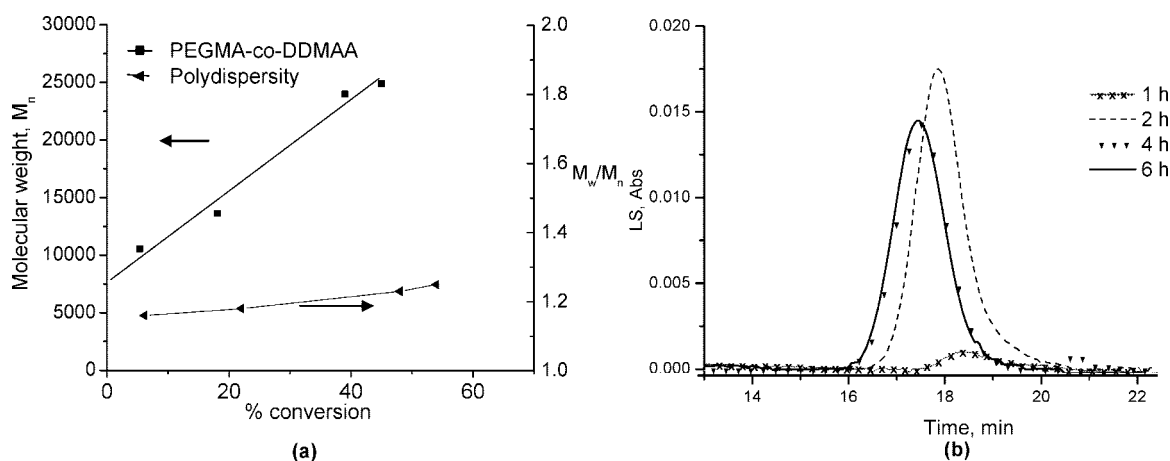 30000
25000
20000
15000
10000
5000
0
Molecular weight, Mn
PEGMA-co-DDMAA
Polydispersity
2.0
1.8
1.6
1.4
1.2
1.0
Mw/Mn
0 20 40 60
% conversion
(a)
0.020
0.015
0.010
0.005
0.000
LS, Abs
1 h
2 h
4 h
6 h
14 16 18 20 22
Time, min
(b)